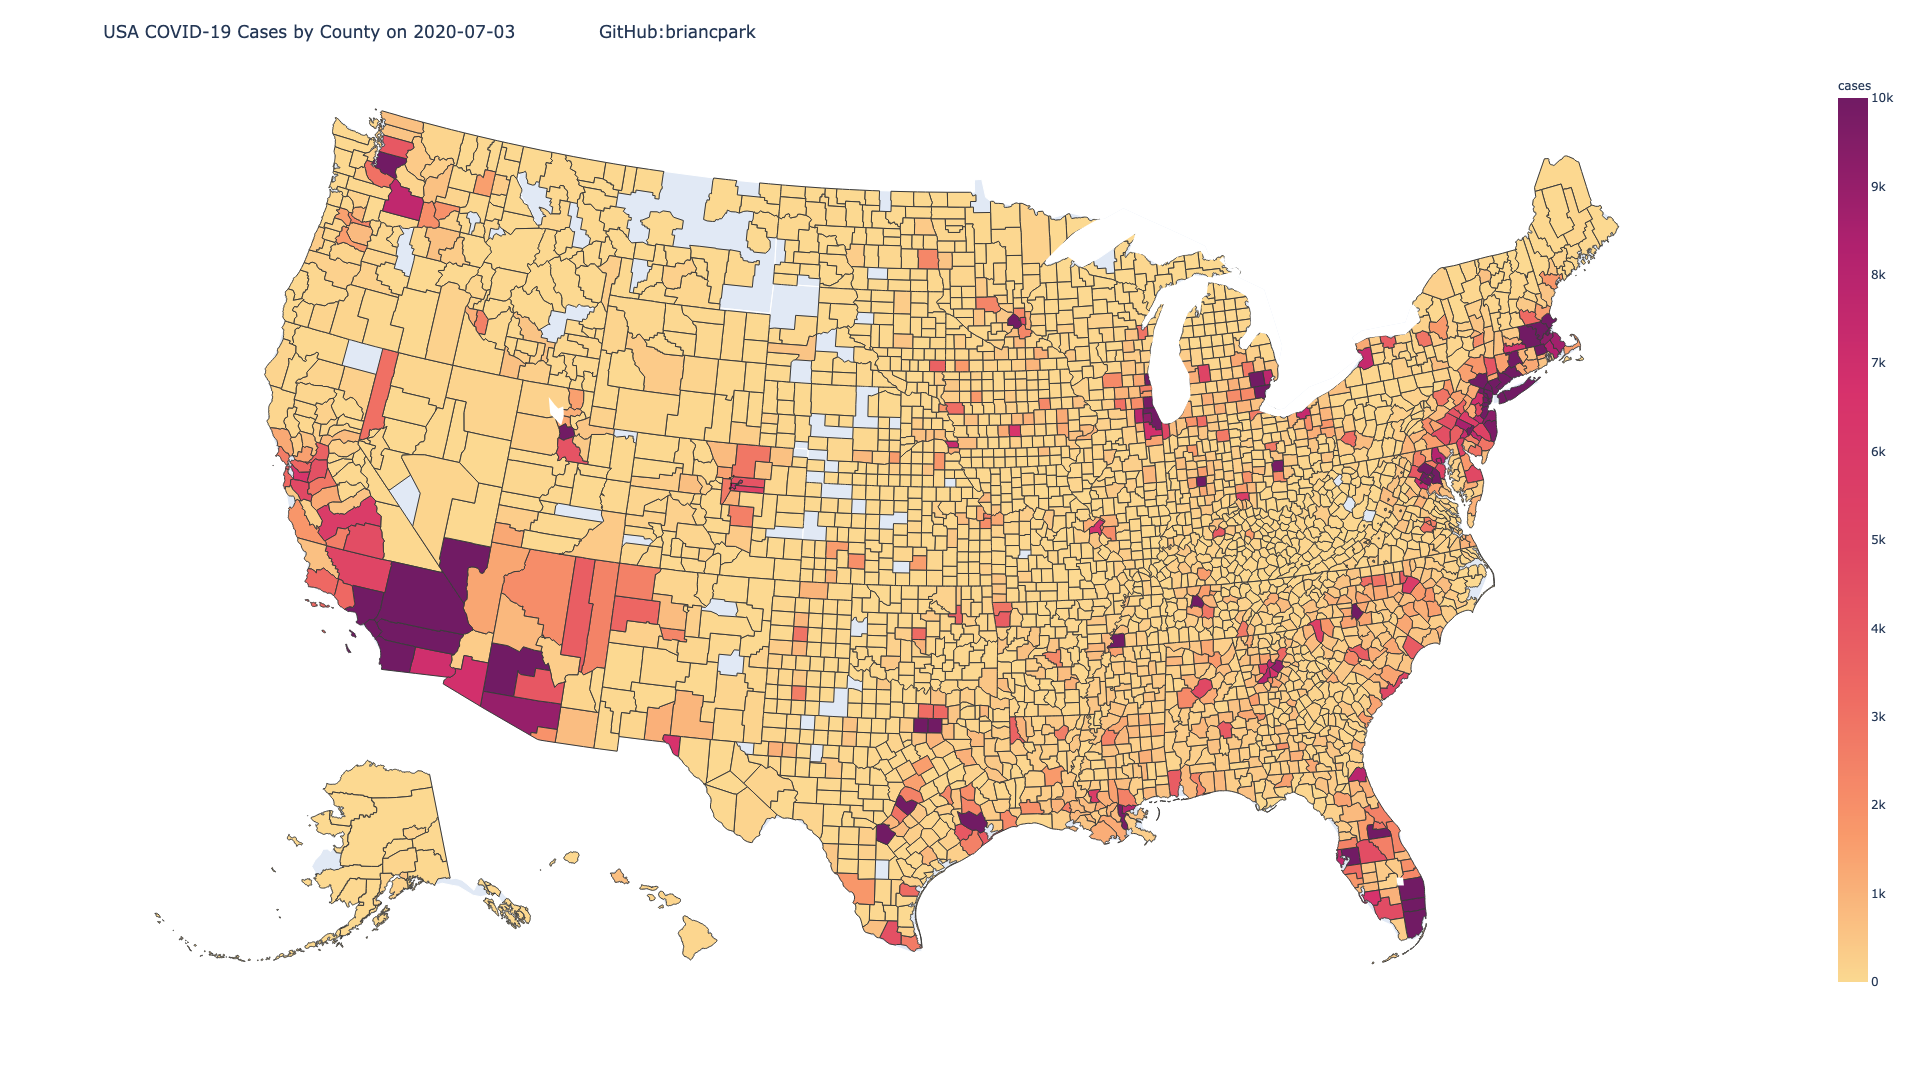 USA COVID-19 Cases by County on 2020-07-03 GitHub:briancpark
cases
10k
9k
8k
7k
6k
5k
4k
3k
2k
1k
0